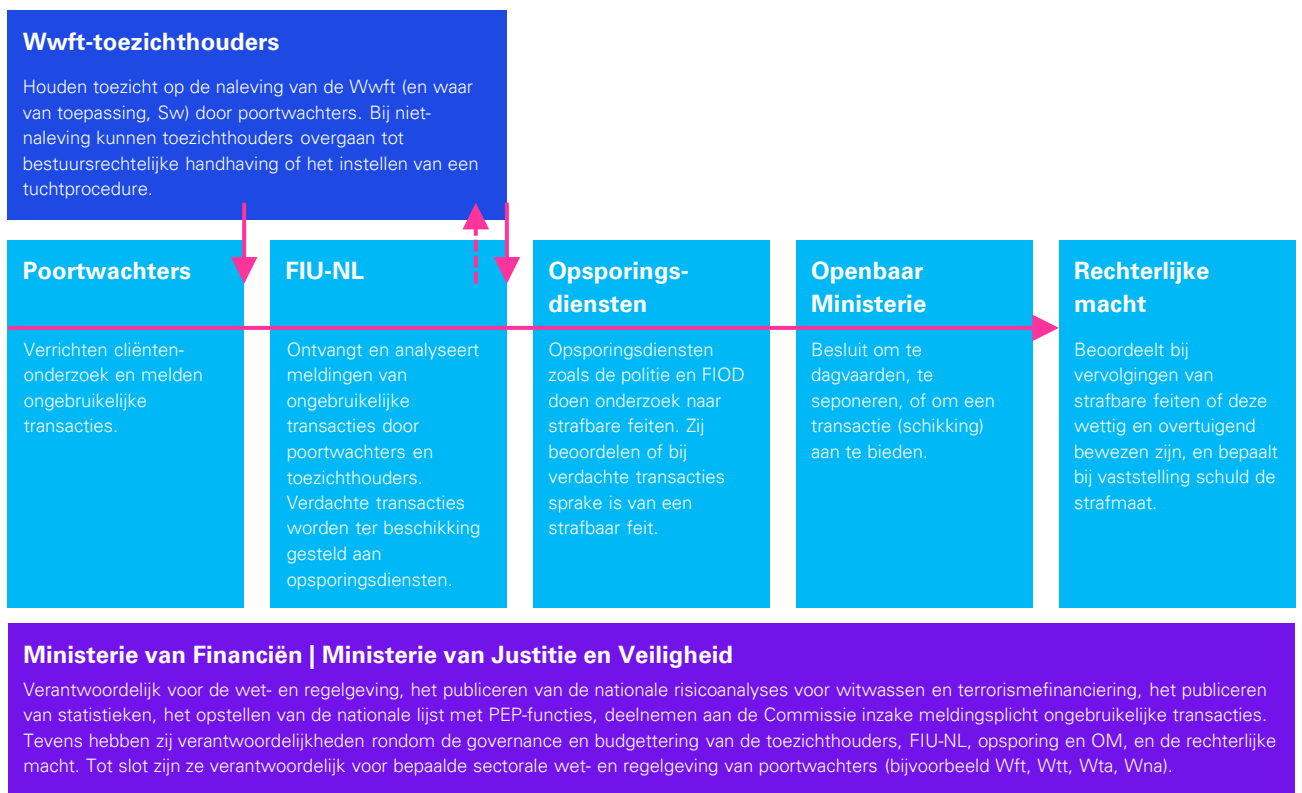 Wwft-toezichthouders
Houden toezicht op de naleving van de Wwft (en waar
van toepassing, Sw) door poortwachters. Bij niet-
naleving kunnen toezichthouders overgaan tot
bestuursrechtelijke handhaving of het instellen van een
tuchtprocedure.
Poortwachters
Verrichten cliënten-
onderzoek en melden
ongebruikelijke
transacties.
FIU-NL
Ontvangt en analyseert
meldingen van
ongebruikelijke
transacties door
poortwachters en
toezichthouders.
Verdachte transacties
worden ter beschikking
gesteld aan
opsporingsdiensten.
Opsporings-
diensten
Opsporingsdiensten
zoals de politie en FIOD
doen onderzoek naar
strafbare feiten. Zij
beoordelen of bij
verdachte transacties
sprake is van een
strafbaar feit.
Openbaar
Ministerie
Besluit om te
dagvaarden, te
seponeren, of om een
transactie (schikking)
aan te bieden.
Rechterlijke
macht
Beoordeelt bij
vervolgingen van
strafbare feiten of deze
wettig en overtuigend
bewezen zijn, en bepaalt
bij vaststelling schuld de
strafmaat.
Ministerie van Financiën | Ministerie van Justitie en Veiligheid
Verantwoordelijk voor de wet- en regelgeving, het publiceren van de nationale risicoanalyses voor witwassen en terrorismefinanciering, het publiceren
van statistieken, het opstellen van de nationale lijst met PEP-functies, deelnemen aan de Commissie inzake meldingsplicht ongebruikelijke transacties.
Tevens hebben zij verantwoordelijkheden rondom de governance en budgettering van de toezichthouders, FIU-NL, opsporing en OM, en de rechterlijke
macht. Tot slot zijn ze verantwoordelijk voor bepaalde sectorale wet- en regelgeving van poortwachters (bijvoorbeeld Wft, Wtt, Wta, Wna).